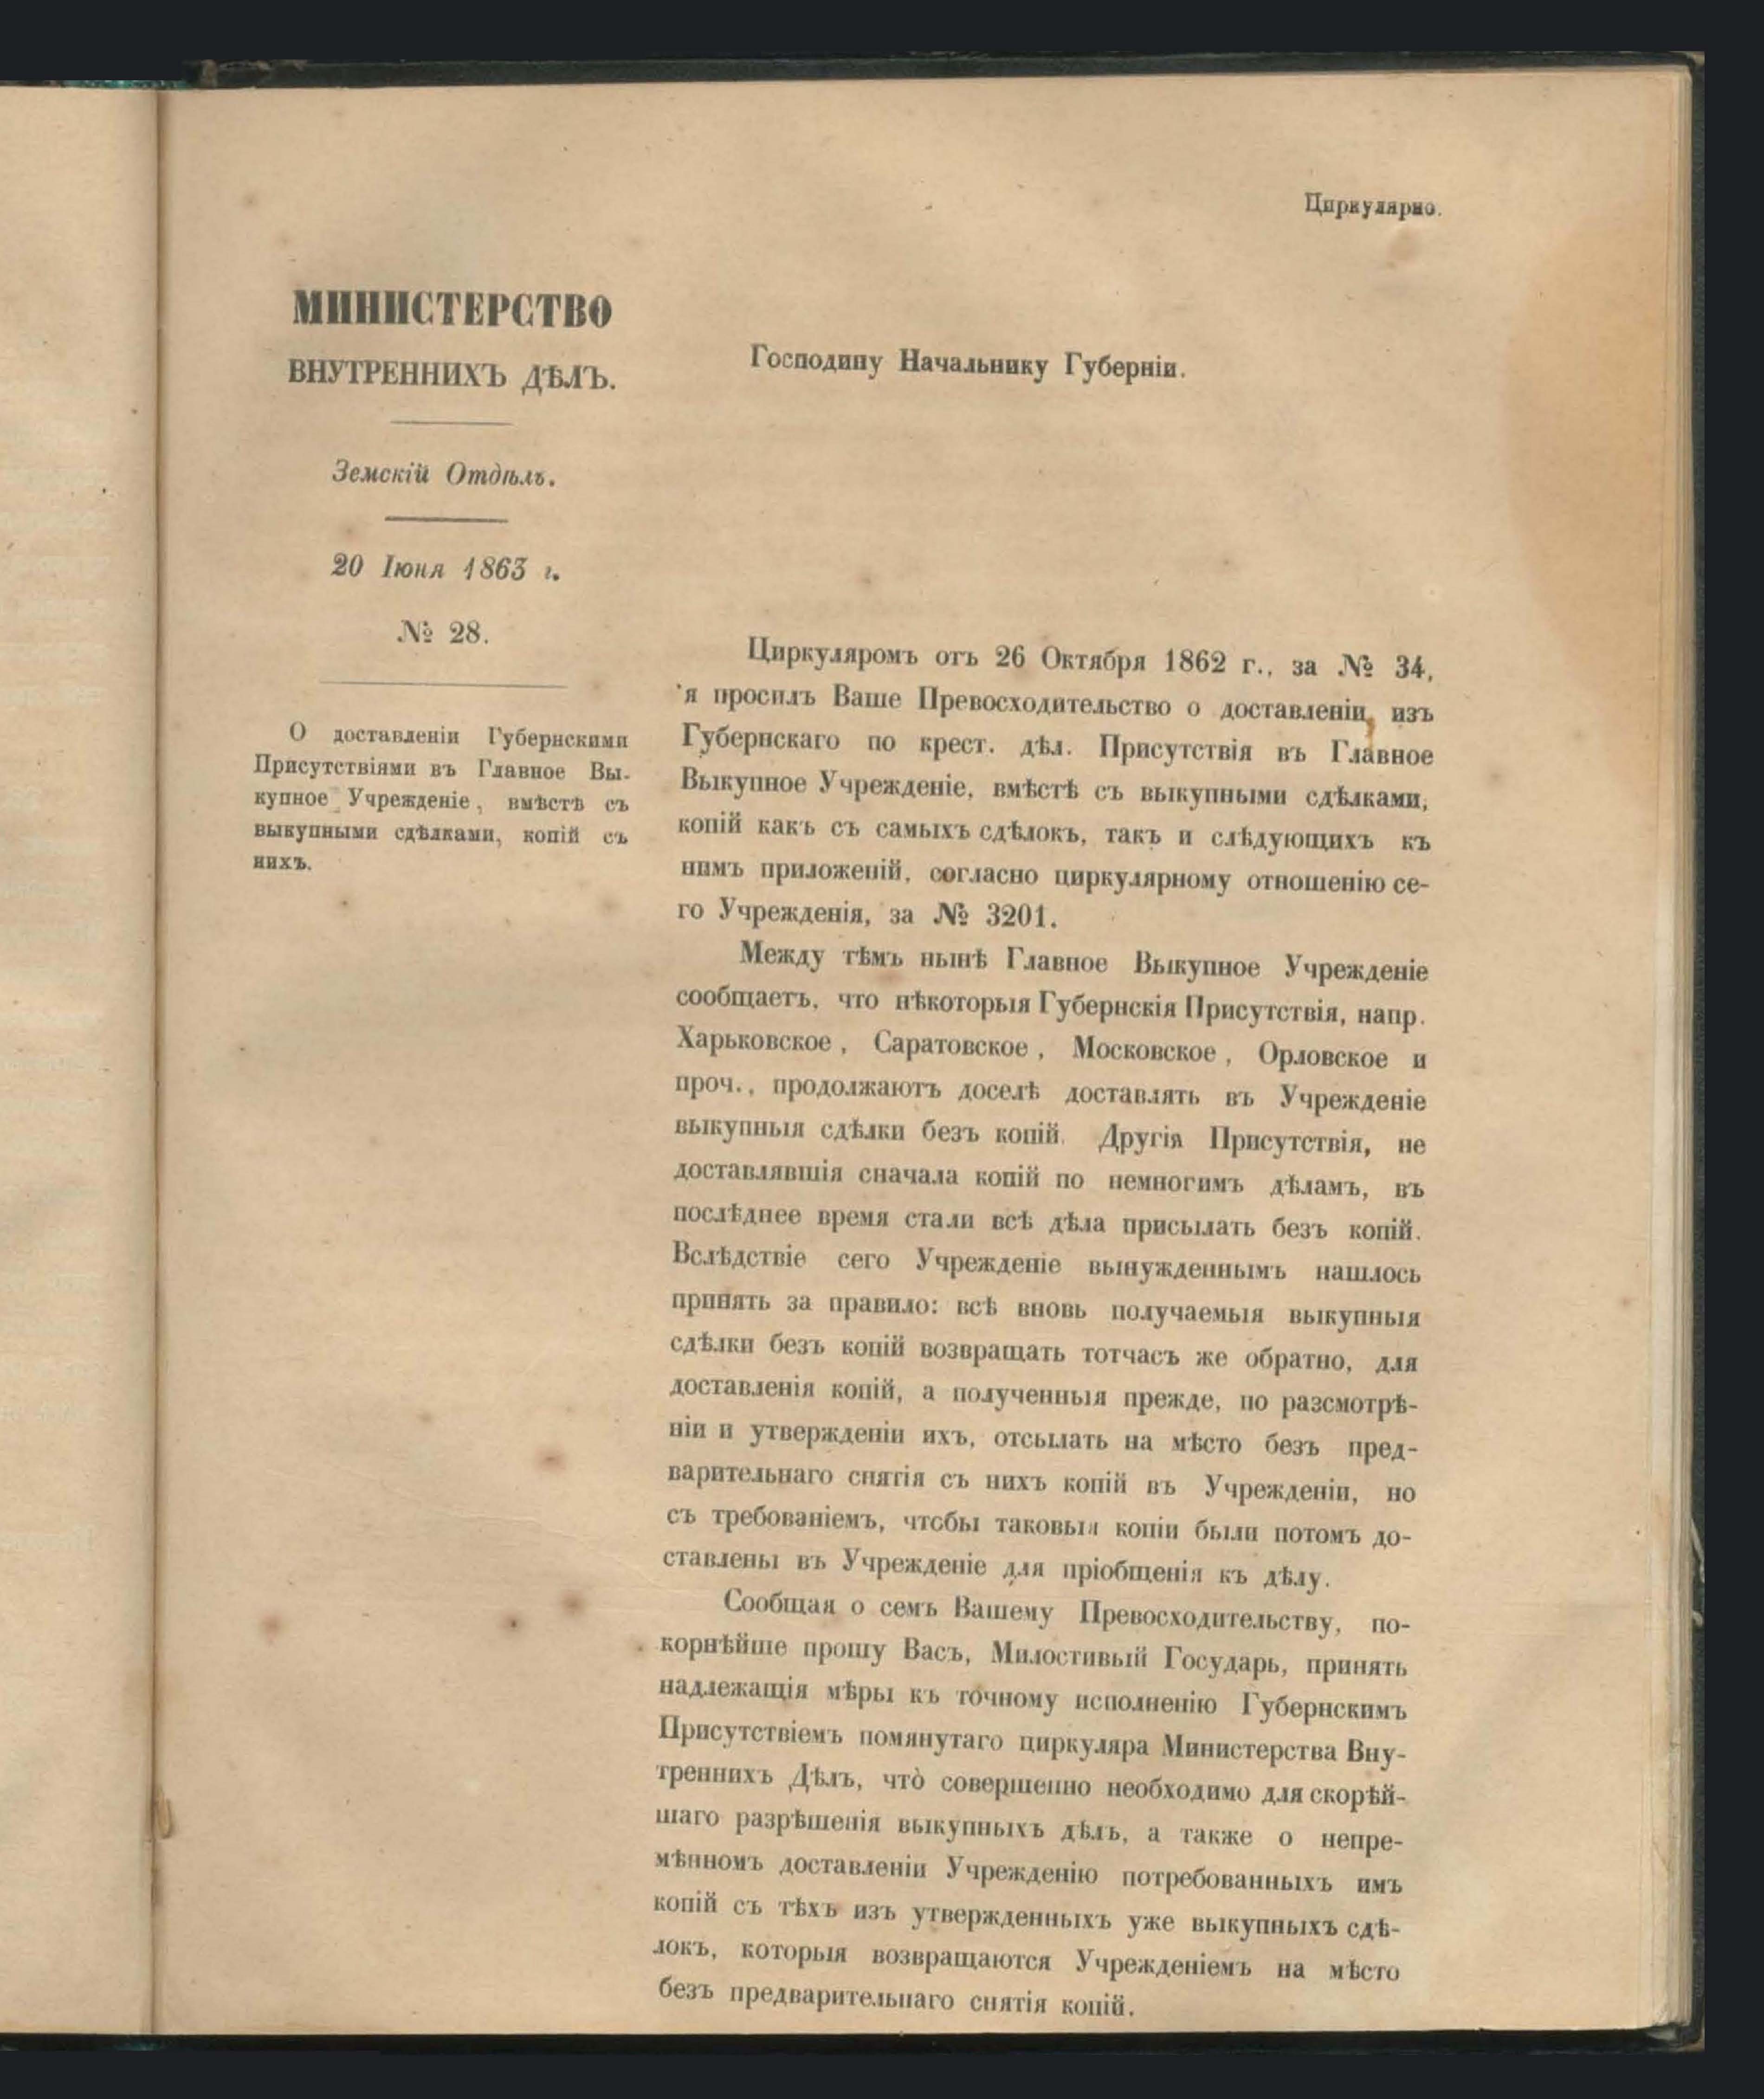 Циркулярно.
МИНИСТЕРСТВО
ВНУТРЕННИХЪ ДѢЛЪ.
Земскій Отдѣлъ.
20 Іюня 1863 г.
№ 28.
О доставленіи Губернскими
Присутствіями въ Главное Вы-
купное Учрежденіе, вмѣстѣ съ
выкупными сдѣлками, копій съ
нихъ.
Господину Начальнику Губерніи.
Циркуляромъ отъ 26 Октября 1862 г., за № 34,
я просилъ Ваше Превосходительство о доставленіи, изъ
Губернскаго по крест. дѣл. Присутствія въ Главное
Выкупное Учрежденіе, вмѣстѣ съ выкупными сдѣлками,
копій какъ съ самыхъ сдѣлокъ, такъ и слѣдующихъ къ
нимъ приложеній, согласно циркулярному отношенію се-
го Учрежденія, за № 3201.
Между тѣмъ нынѣ Главное Выкупное Учрежденіе
сообщаетъ, что нѣкоторыя Губернскія Присутствія, напр.
Харьковское, Саратовское, Московское, Орловское и
проч., продолжаютъ доселѣ доставлять въ Учрежденіе
выкупныя сдѣлки безъ копій. Другія Присутствія, не
доставлявшія сначала копій по немногимъ дѣламъ, въ
послѣднее время стали всѣ дѣла присылать безъ копій.
Вслѣдствіе сего Учрежденіе вынужденнымъ нашлось
принять за правило: всѣ вновь получаемыя выкупныя
сдѣлки безъ копій возвращать тотчасъ же обратно, для
доставленія копій, а полученныя прежде, по разсмотрѣ-
ніи и утвержденіи ихъ, отсылать на мѣсто безъ пред-
варительнаго снятія съ нихъ копій въ Учрежденіи, но
съ требованіемъ, чтобы таковыя копіи были потомъ до-
ставлены въ Учрежденіе для пріобщенія къ дѣлу.
Сообщая о семъ Вашему Превосходительству, по-
корнѣйше прошу Васъ, Милостивый Государь, принять
надлежащія мѣры къ точному исполненію Губернскимъ
Присутствіемъ помянутаго циркуляра Министерства Вну-
треннихъ Дѣлъ, что̀ совершенно необходимо для скорѣй-
шаго разрѣшенія выкупныхъ дѣлъ, а также о непре-
мѣнномъ доставленіи Учрежденію потребованныхъ имъ
копій съ тѣхъ изъ утвержденныхъ уже выкупныхъ сдѣ-
локъ, которыя возвращаются Учрежденіемъ на мѣсто
безъ предварительнаго снятія копій.